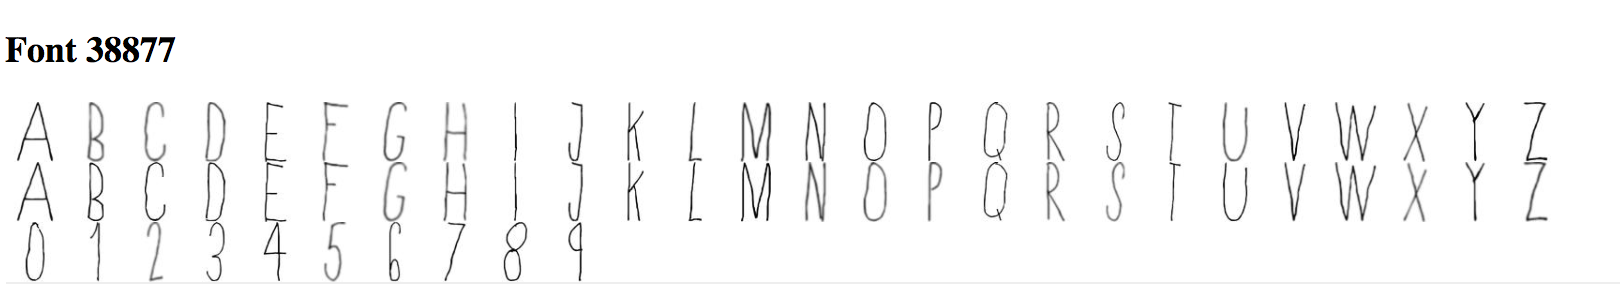 Font 38877
A B C D E F G H I J K L M N O P Q R S T U V W X Y Z
A B C D E F G H I J K L M N O P Q R S T U V W X Y Z
0 1 2 3 4 5 6 7 8 9